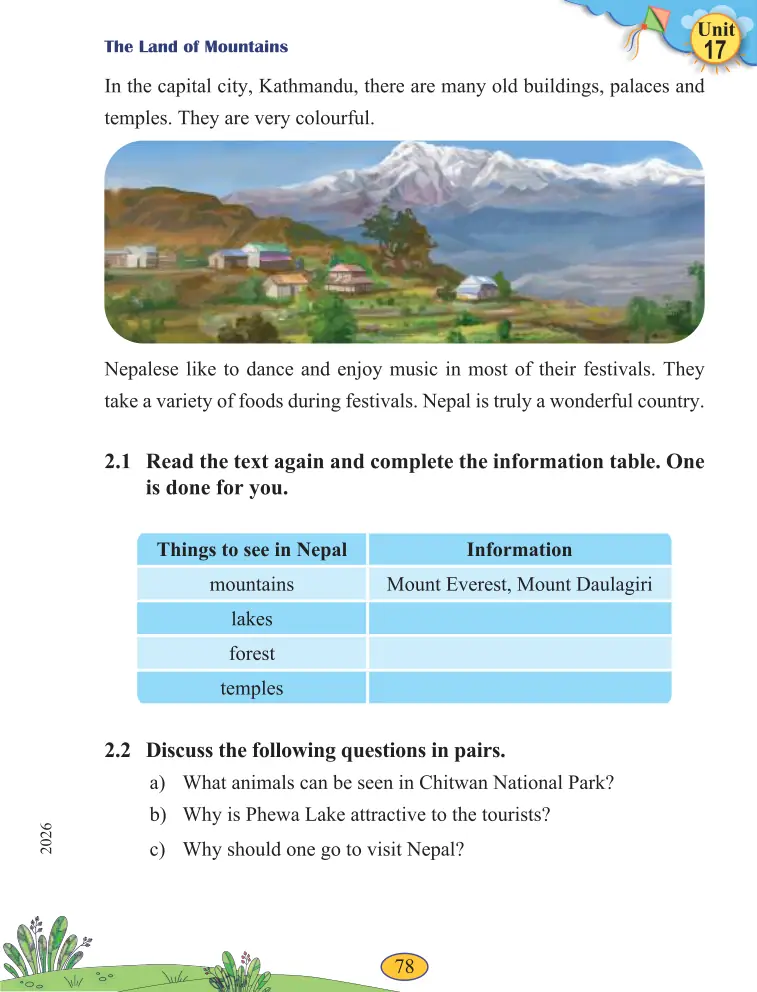 The Land of Mountains
Unit
17
In the capital city, Kathmandu, there are many old buildings, palaces and
temples. They are very colourful.
Nepalese like to dance and enjoy music in most of their festivals. They
take a variety of foods during festivals. Nepal is truly a wonderful country.
2.1 Read the text again and complete the information table. One
is done for you.
Things to see in Nepal Information
mountains Mount Everest, Mount Daulagiri
lakes
forest
temples
2.2 Discuss the following questions in pairs.
a) What animals can be seen in Chitwan National Park?
b) Why is Phewa Lake attractive to the tourists?
c) Why should one go to visit Nepal?
2026
78